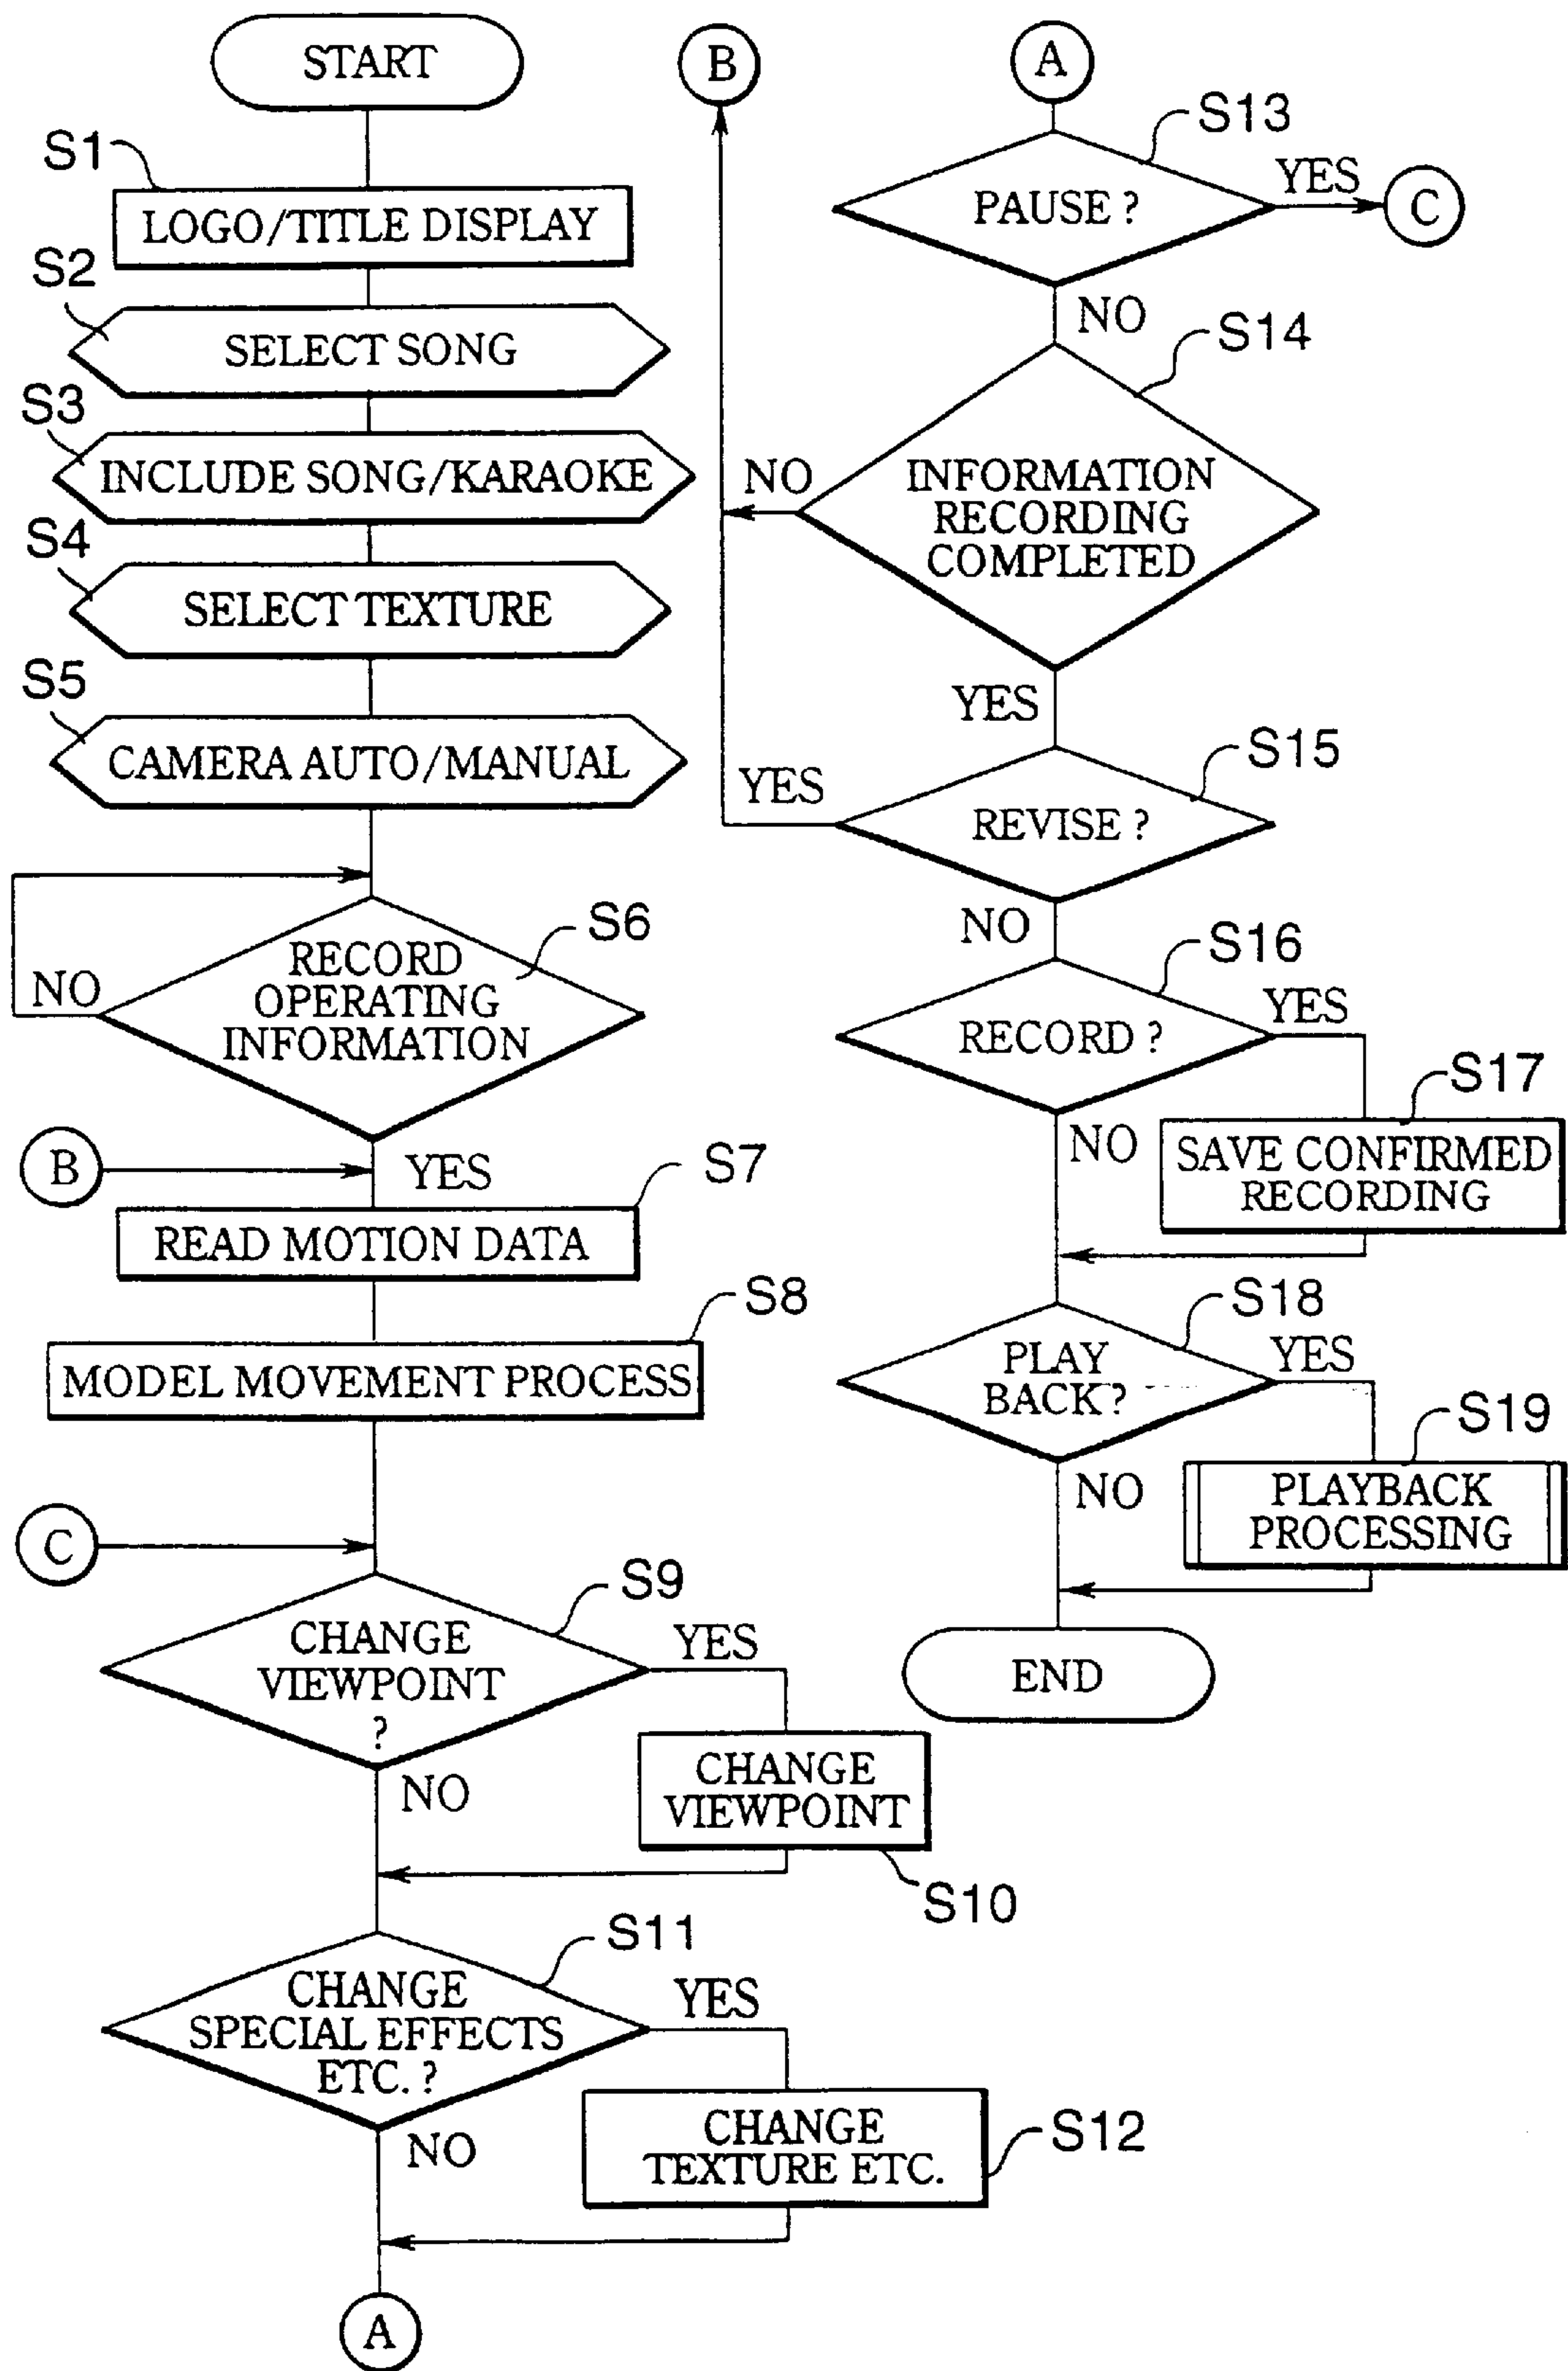 START
S1
LOGO/TITLE DISPLAY
S2
SELECT SONG
S3
INCLUDE SONG/KARAOKE
S4
SELECT TEXTURE
S5
CAMERA AUTO/MANUAL
S6
RECORD
OPERATING
INFORMATION
NO
B
YES
S7
READ MOTION DATA
S8
MODEL MOVEMENT PROCESS
C
S9
CHANGE
VIEWPOINT
?
YES
NO
CHANGE
VIEWPOINT
S10
S11
CHANGE
SPECIAL EFFECTS
ETC. ?
YES
NO
CHANGE
TEXTURE ETC.
S12
A
B
A
S13
PAUSE ?
YES
C
NO
S14
INFORMATION
RECORDING
COMPLETED
NO
YES
S15
REVISE ?
YES
NO
S16
RECORD ?
YES
S17
NO
SAVE CONFIRMED
RECORDING
S18
PLAY
BACK ?
YES
S19
NO
PLAYBACK
PROCESSING
END